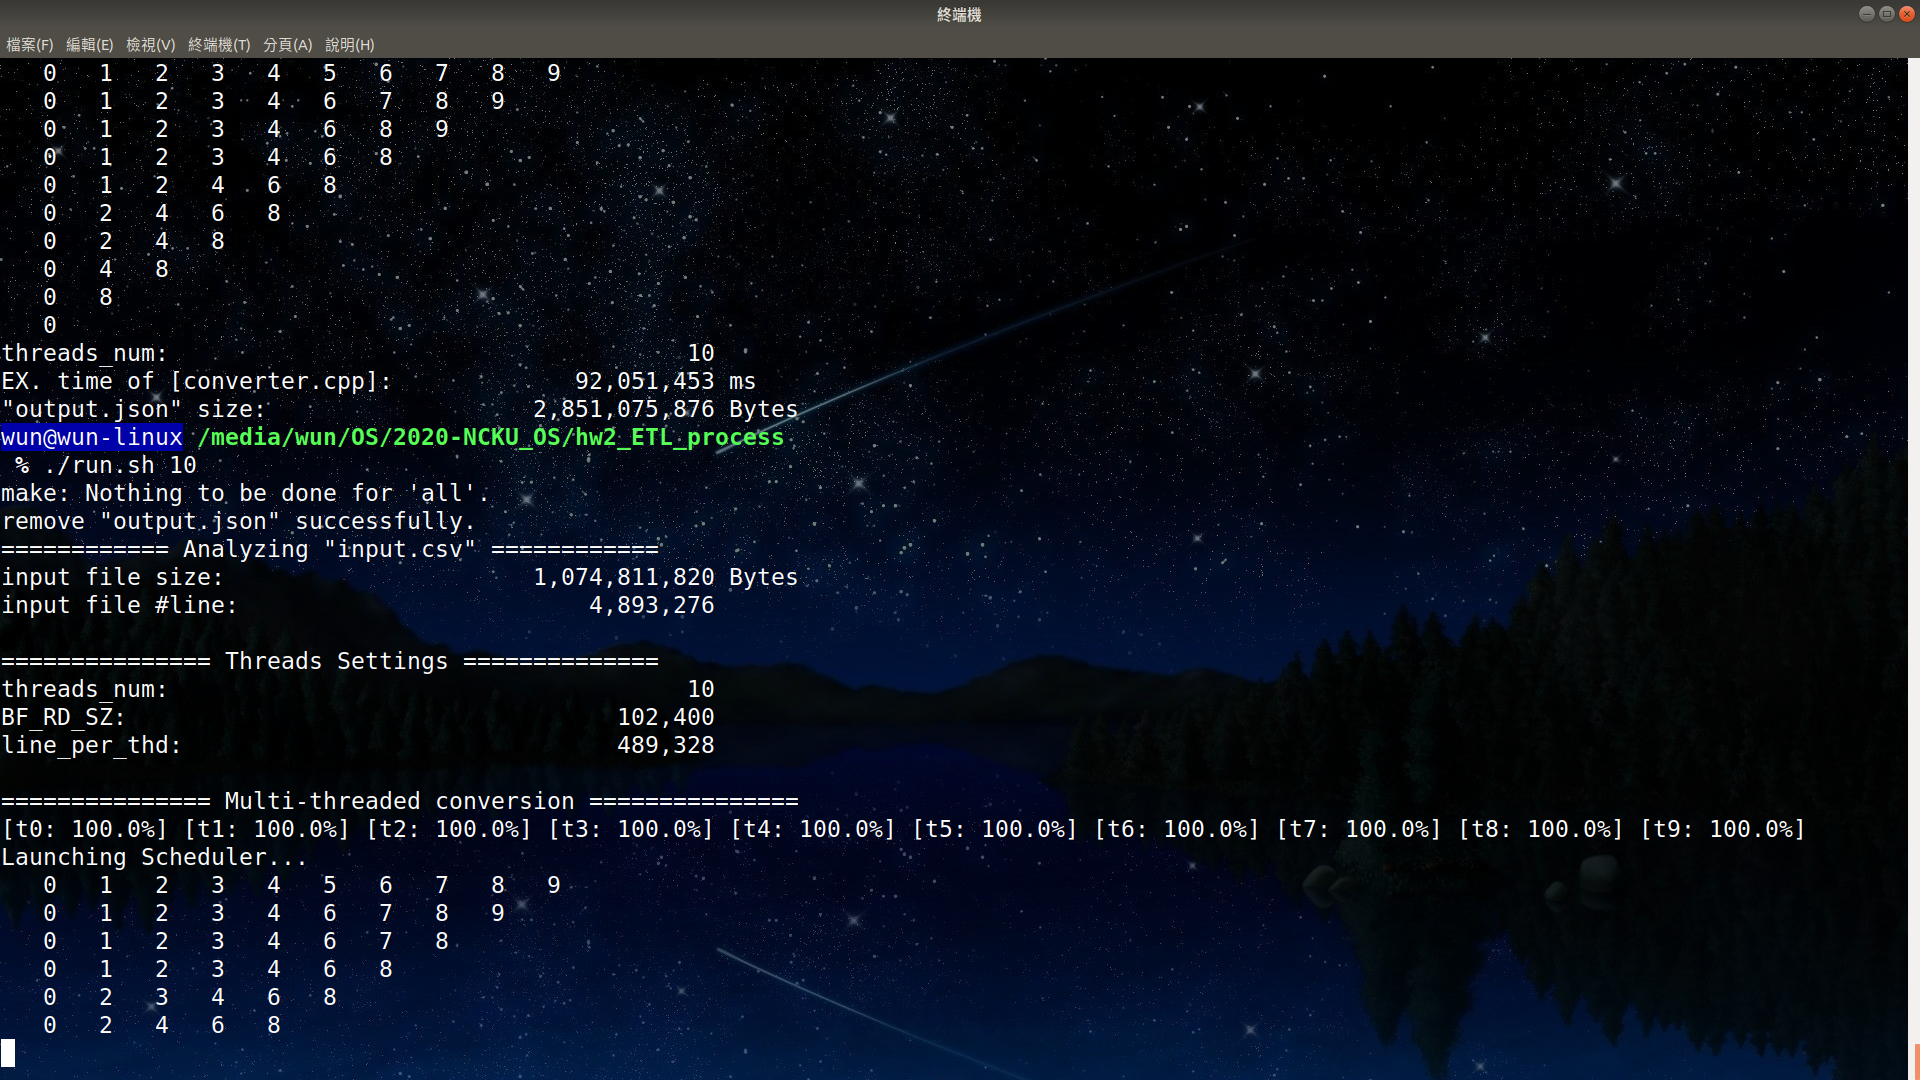 終端機
檔案(F) 編輯(E) 檢視(V) 終端機(T) 分頁(A) 說明(H)
0 1 2 3 4 5 6 7 8 9
0 1 2 3 4 6 7 8 9
0 1 2 3 4 6 8 9
0 1 2 3 4 6 8
0 1 2 4 6 8
0 2 4 6 8
0 2 4 8
0 4 8
0 8
0
threads_num: 10
EX. time of [converter.cpp]: 92,051,453 ms
"output.json" size: 2,851,075,876 Bytes
wun@wun-linux /media/wun/OS/2020-NCKU_OS/hw2_ETL_process
% ./run.sh 10
make: Nothing to be done for 'all'.
remove "output.json" successfully.
============ Analyzing "input.csv" ============
input file size: 1,074,811,820 Bytes
input file #line: 4,893,276
=============== Threads Settings ==============
threads_num: 10
BF_RD_SZ: 102,400
line_per_thd: 489,328
=============== Multi-threaded conversion ===============
[t0: 100.0%] [t1: 100.0%] [t2: 100.0%] [t3: 100.0%] [t4: 100.0%] [t5: 100.0%] [t6: 100.0%] [t7: 100.0%] [t8: 100.0%] [t9: 100.0%]
Launching Scheduler...
0 1 2 3 4 5 6 7 8 9
0 1 2 3 4 6 7 8 9
0 1 2 3 4 6 7 8
0 1 2 3 4 6 8
0 2 3 4 6 8
0 2 4 6 8